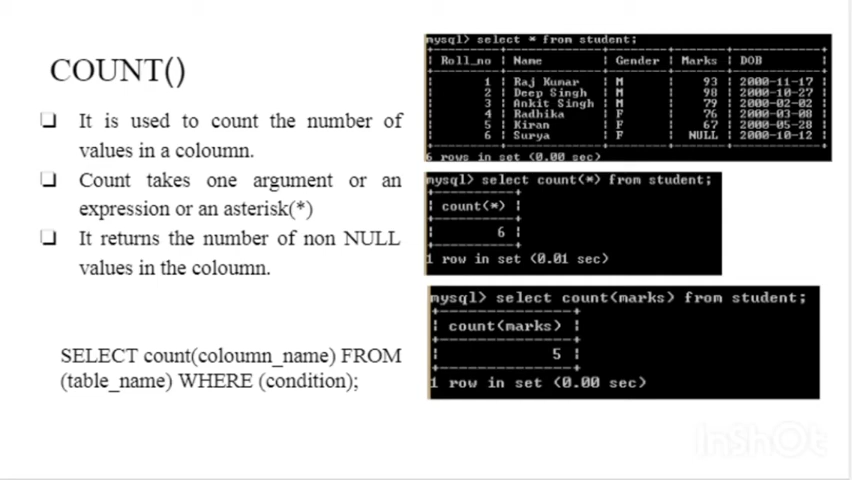 COUNT()
❑ It is used to count the number of
values in a coloumn.
❑ Count takes one argument or an
expression or an asterisk(*)
❑ It returns the number of non NULL
values in the coloumn.
SELECT count(coloumn_name) FROM
(table_name) WHERE (condition);
mysql> select * from student;
| Roll_no | Name | Gender | Marks | DOB |
| 1 | Raj Kumar | M | 93 | 2000-11-17 |
| 2 | Deep Singh | M | 98 | 2000-10-27 |
| 3 | Ankit Singh | M | 79 | 2000-02-02 |
| 4 | Radhika | F | 76 | 2000-03-08 |
| 5 | Kiran | F | 67 | 2000-05-28 |
| 6 | Surya | F | NULL | 2000-10-12 |
6 rows in set (0.00 sec)
mysql> select count(*) from student;
| count(*) |
| 6 |
1 row in set (0.01 sec)
mysql> select count(marks) from student;
| count(marks) |
| 5 |
1 row in set (0.00 sec)
InShOt